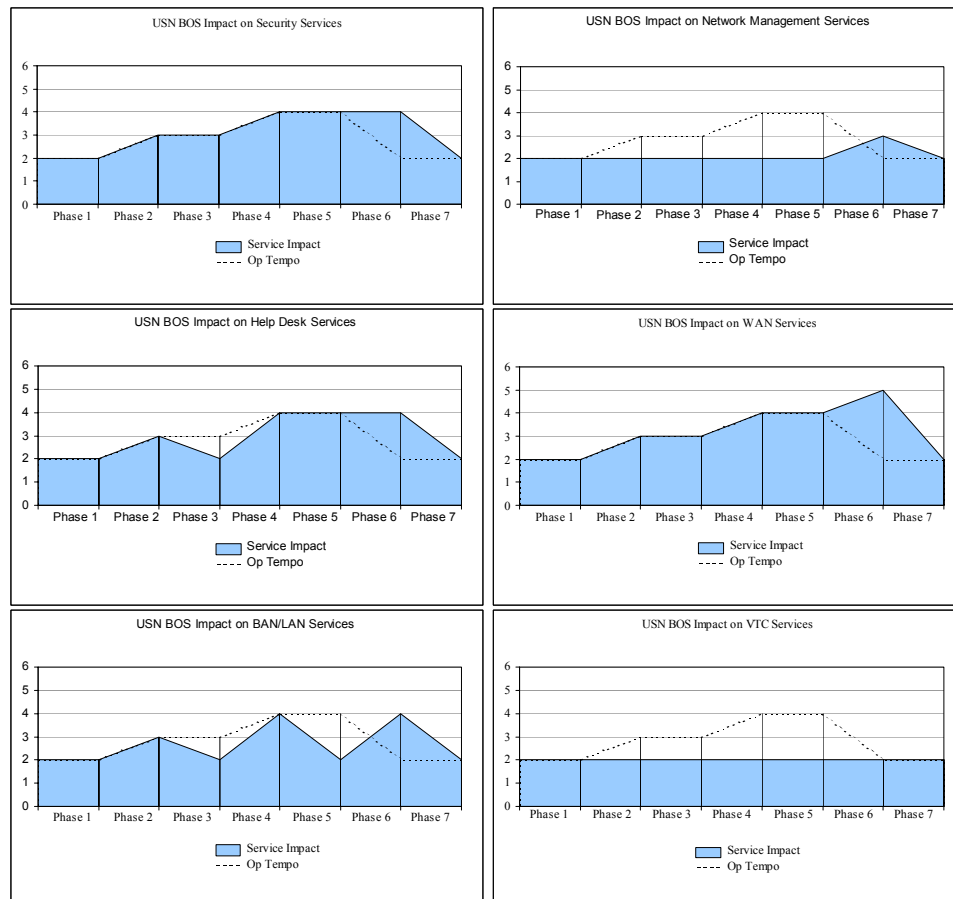 USN BOS Impact on Security Services
6
5
4
3
2
1
0
Phase 1 Phase 2 Phase 3 Phase 4 Phase 5 Phase 6 Phase 7
Service Impact
Op Tempo
USN BOS Impact on Network Management Services
6
5
4
3
2
1
0
Phase 1 Phase 2 Phase 3 Phase 4 Phase 5 Phase 6 Phase 7
Service Impact
Op Tempo
USN BOS Impact on Help Desk Services
6
5
4
3
2
1
0
Phase 1 Phase 2 Phase 3 Phase 4 Phase 5 Phase 6 Phase 7
Service Impact
Op Tempo
USN BOS Impact on WAN Services
6
5
4
3
2
1
0
Phase 1 Phase 2 Phase 3 Phase 4 Phase 5 Phase 6 Phase 7
Service Impact
Op Tempo
USN BOS Impact on BAN/LAN Services
6
5
4
3
2
1
0
Phase 1 Phase 2 Phase 3 Phase 4 Phase 5 Phase 6 Phase 7
Service Impact
Op Tempo
USN BOS Impact on VTC Services
6
5
4
3
2
1
0
Phase 1 Phase 2 Phase 3 Phase 4 Phase 5 Phase 6 Phase 7
Service Impact
Op Tempo